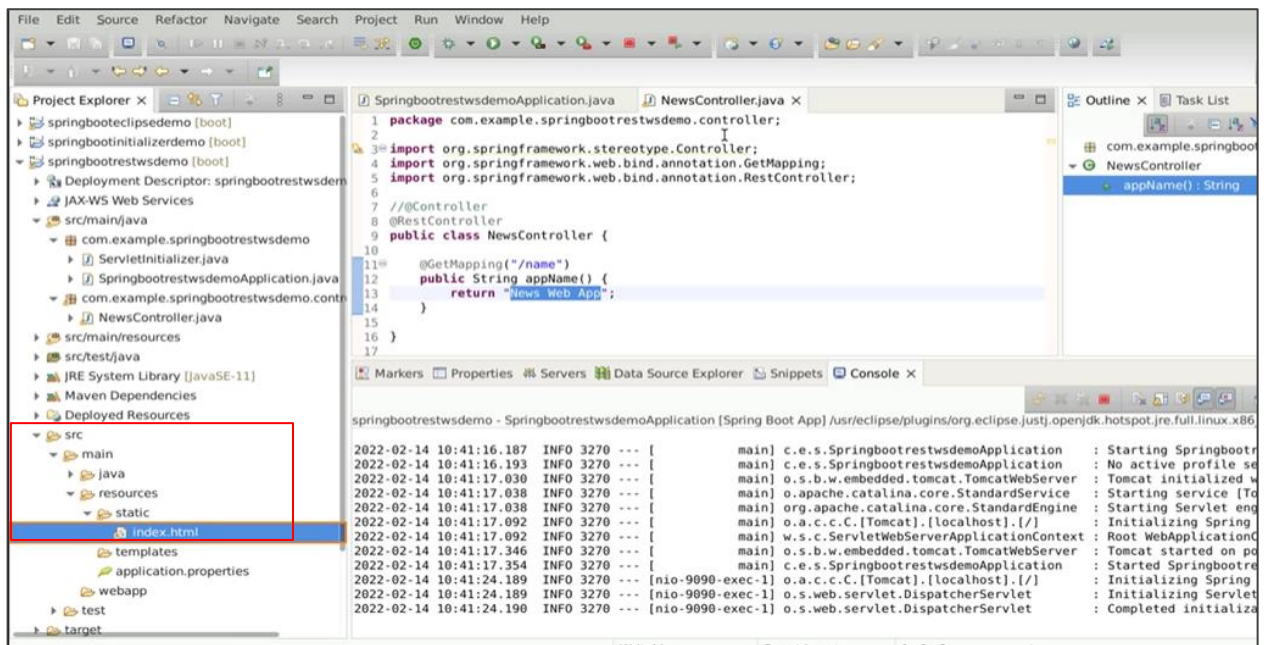 File Edit Source Refactor Navigate Search Project Run Window Help
Project Explorer
springbooteclipsedemo [boot]
springbootinitializerdemo [boot]
springbootrestwsdemo [boot]
Deployment Descriptor: springbootrestwsdem
JAX-WS Web Services
src/main/java
com.example.springbootrestwsdemo
ServletInitializer.java
SpringbootrestwsdemoApplication.java
com.example.springbootrestwsdemo.contr
NewsController.java
src/main/resources
src/test/java
JRE System Library [JavaSE-11]
Maven Dependencies
Deployed Resources
src
main
java
resources
static
index.html
templates
application.properties
webapp
test
target
SpringbootrestwsdemoApplication.java NewsController.java
1 package com.example.springbootrestwsdemo.controller;
2
3 import org.springframework.stereotype.Controller;
4 import org.springframework.web.bind.annotation.GetMapping;
5 import org.springframework.web.bind.annotation.RestController;
6
7 //@Controller
8 @RestController
9 public class NewsController {
10
11 @GetMapping("/name")
12 public String appName() {
13 return "News Web App";
14 }
15
16 }
17
Outline Task List
com.example.springboot
NewsController
appName() : String
Markers Properties Servers Data Source Explorer Snippets Console
springbootrestwsdemo - SpringbootrestwsdemoApplication [Spring Boot App] /usr/eclipse/plugins/org.eclipse.justj.openjdk.hotspot.jre.full.linux.x86_
2022-02-14 10:41:16.187 INFO 3270 --- [ main] c.e.s.SpringbootrestwsdemoApplication : Starting Springbootr
2022-02-14 10:41:16.193 INFO 3270 --- [ main] c.e.s.SpringbootrestwsdemoApplication : No active profile se
2022-02-14 10:41:17.030 INFO 3270 --- [ main] o.s.b.w.embedded.tomcat.TomcatWebServer : Tomcat initialized w
2022-02-14 10:41:17.038 INFO 3270 --- [ main] o.apache.catalina.core.StandardService : Starting service [To
2022-02-14 10:41:17.038 INFO 3270 --- [ main] org.apache.catalina.core.StandardEngine : Starting Servlet eng
2022-02-14 10:41:17.092 INFO 3270 --- [ main] o.a.c.c.C.[Tomcat].[localhost].[/] : Initializing Spring
2022-02-14 10:41:17.092 INFO 3270 --- [ main] w.s.c.ServletWebServerApplicationContext : Root WebApplicationC
2022-02-14 10:41:17.346 INFO 3270 --- [ main] o.s.b.w.embedded.tomcat.TomcatWebServer : Tomcat started on po
2022-02-14 10:41:17.354 INFO 3270 --- [ main] c.e.s.SpringbootrestwsdemoApplication : Started Springbootre
2022-02-14 10:41:24.189 INFO 3270 --- [nio-9090-exec-1] o.a.c.c.C.[Tomcat].[localhost].[/] : Initializing Spring
2022-02-14 10:41:24.189 INFO 3270 --- [nio-9090-exec-1] o.s.web.servlet.DispatcherServlet : Initializing Servlet
2022-02-14 10:41:24.190 INFO 3270 --- [nio-9090-exec-1] o.s.web.servlet.DispatcherServlet : Completed initializa